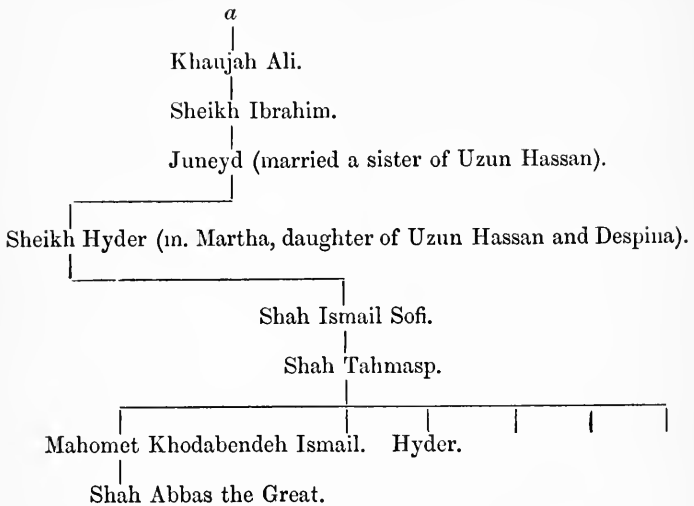 a
Khaujah Ali.
Sheikh Ibrahim.
Juneyd (married a sister of Uzun Hassan).
Sheikh Hyder (m. Martha, daughter of Uzun Hassan and Despina).
Shah Ismail Sofi.
Shah Tahmasp.
Mahomet Khodabendeh Ismail. Hyder.
Shah Abbas the Great.